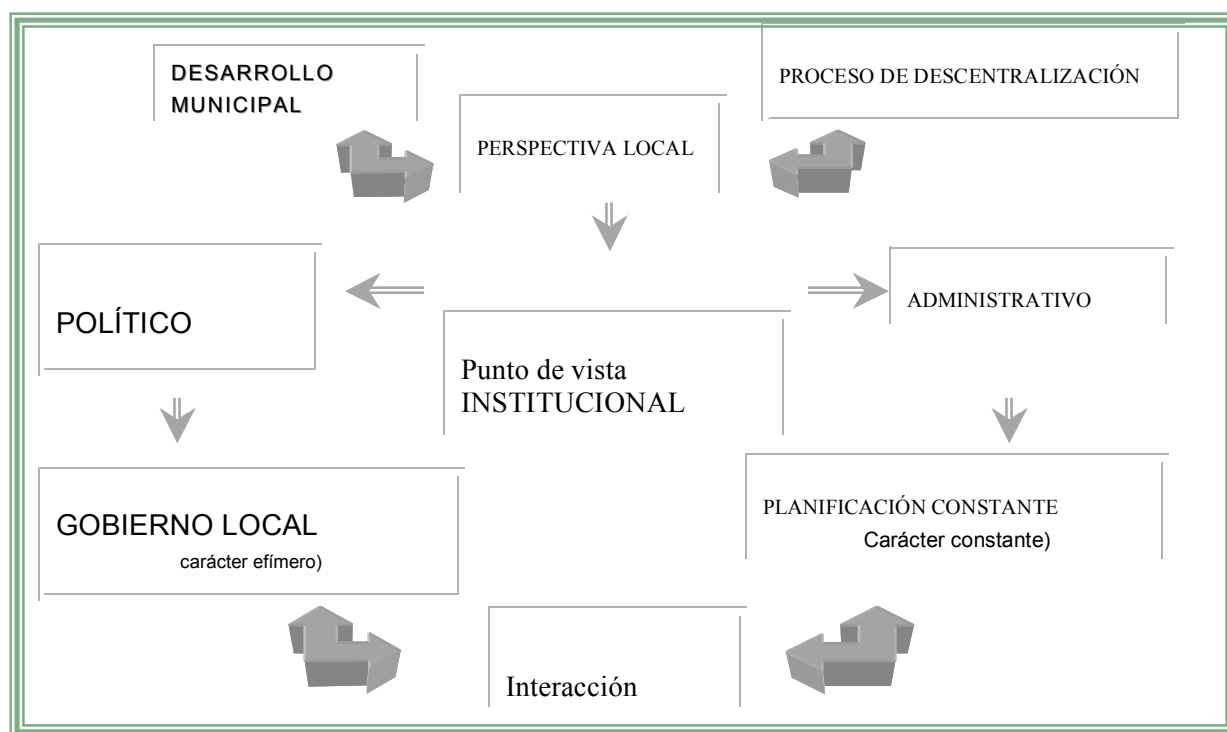 DESARROLLO
MUNICIPAL
PROCESO DE DESCENTRALIZACIÓN
PERSPECTIVA LOCAL
POLÍTICO
ADMINISTRATIVO
Punto de vista
INSTITUCIONAL
GOBIERNO LOCAL
carácter efímero)
PLANIFICACIÓN CONSTANTE
Carácter constante)
Interacción